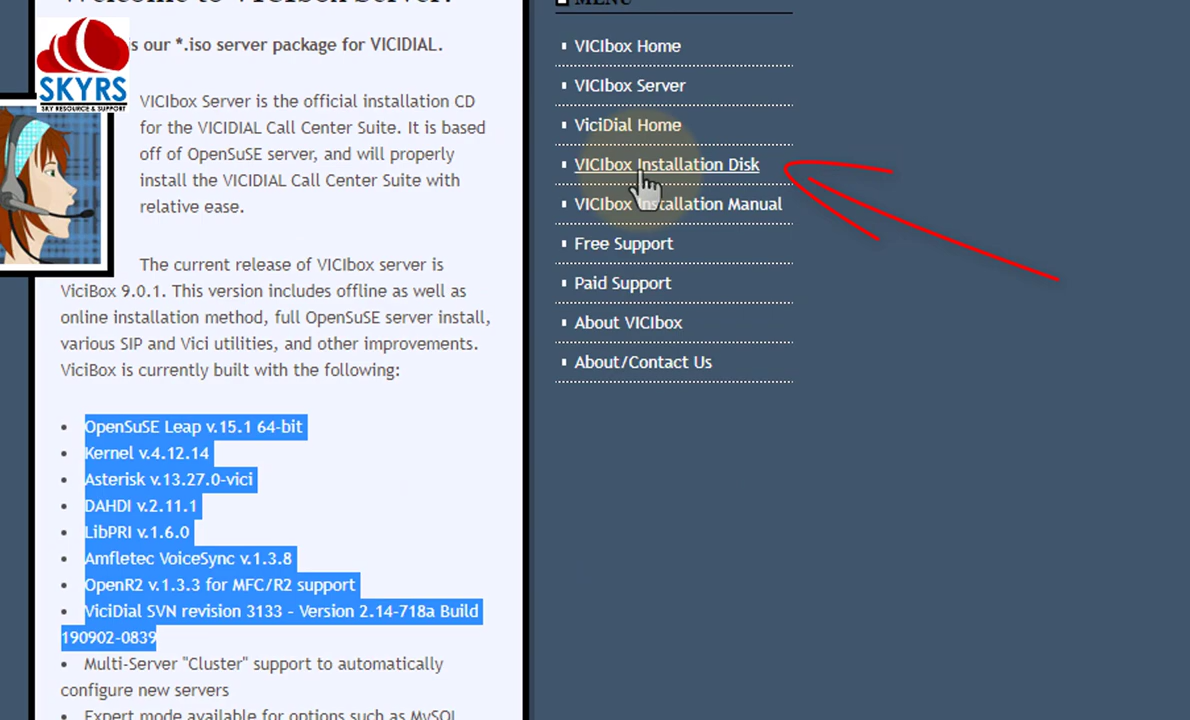 s our *.iso server package for VICIDIAL.
SKYRS
SKY RESOURCE & SUPPORT
VICIbox Server is the official installation CD
for the VICIDIAL Call Center Suite. It is based
off of OpenSuSE server, and will properly
install the VICIDIAL Call Center Suite with
relative ease.
The current release of VICIbox server is
ViciBox 9.0.1. This version includes offline as well as
online installation method, full OpenSuSE server install,
various SIP and Vici utilities, and other improvements.
ViciBox is currently built with the following:
• OpenSuSE Leap v.15.1 64-bit
• Kernel v.4.12.14
• Asterisk v.13.27.0-vici
• DAHDI v.2.11.1
• LibPRI v.1.6.0
• Amfletec VoiceSync v.1.3.8
• OpenR2 v.1.3.3 for MFC/R2 support
• ViciDial SVN revision 3133 - Version 2.14-718a Build
190902-0839
• Multi-Server "Cluster" support to automatically
configure new servers
• Expert mode available for options such as MySQL
MENU
VICIbox Home
VICIbox Server
ViciDial Home
VICIbox Installation Disk
VICIbox Installation Manual
Free Support
Paid Support
About VICIbox
About/Contact Us